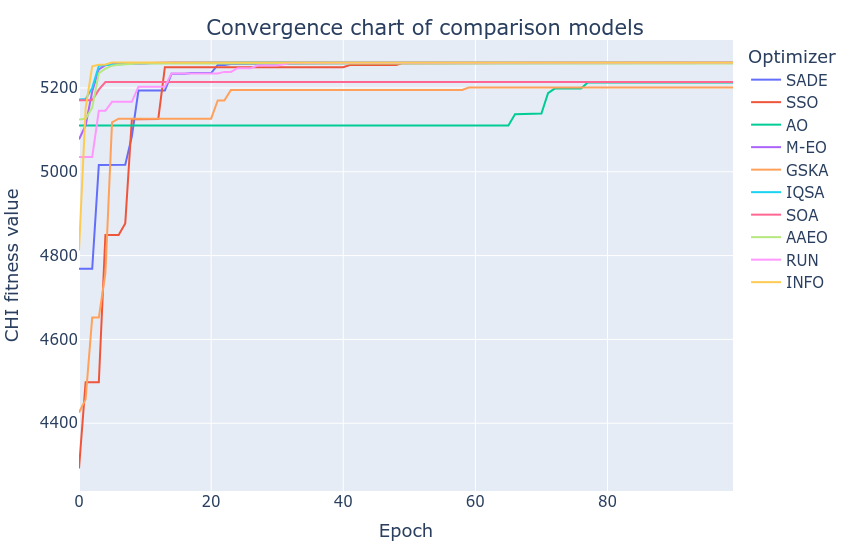 Convergence chart of comparison models
CHI fitness value
5200
5000
4800
4600
4400
0
20
40
60
80
Epoch
Optimizer
SADE
SSO
AO
M-EO
GSKA
IQSA
SOA
AAEO
RUN
INFO